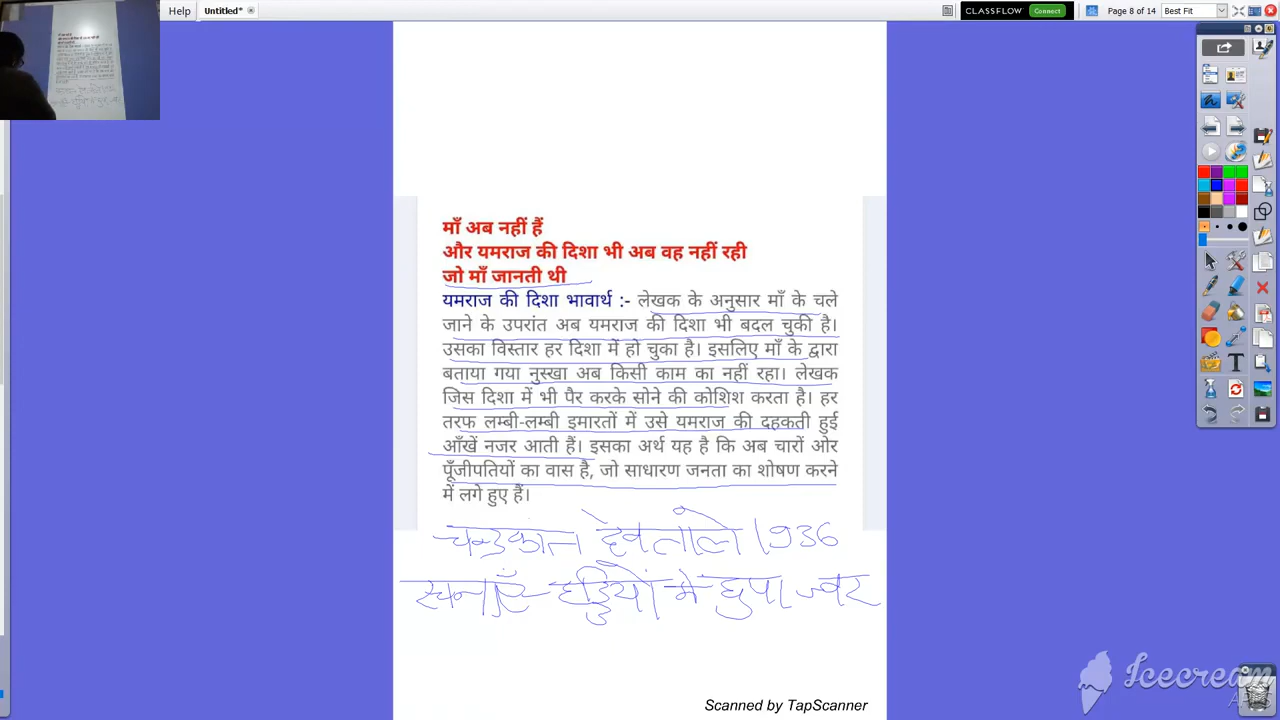 Help Untitled* CLASSFLOW Connect Page 8 of 14 Best Fit
माँ अब नहीं हैं
और यमराज की दिशा भी अब वह नहीं रही
जो माँ जानती थी
यमराज की दिशा भावार्थ :- लेखक के अनुसार माँ के चले
जाने के उपरांत अब यमराज की दिशा भी बदल चुकी है।
उसका विस्तार हर दिशा में हो चुका है। इसलिए माँ के द्वारा
बताया गया नुस्खा अब किसी काम का नहीं रहा। लेखक
जिस दिशा में भी पैर करके सोने की कोशिश करता है। हर
तरफ लम्बी-लम्बी इमारतों में उसे यमराज की दहकती हुई
आँखें नजर आती हैं। इसका अर्थ यह है कि अब चारों ओर
पूँजीपतियों का वास है, जो साधारण जनता का शोषण करने
में लगे हुए हैं।
चन्द्रकांत देवताले 1936
रचनाएँ - हड्डियों में छुपा ज्वर
Icecream
APPS
Scanned by TapScanner